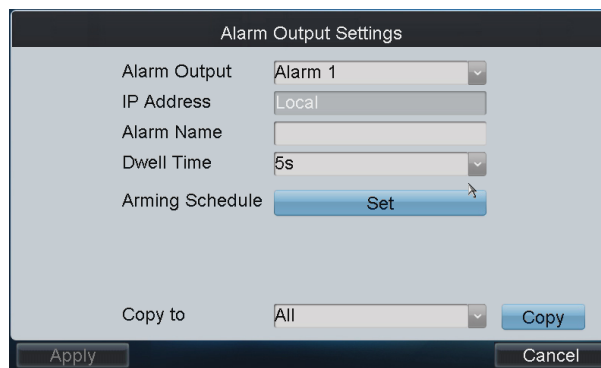 Alarm Output Settings
Alarm Output Alarm 1
IP Address Local
Alarm Name
Dwell Time 5s
Arming Schedule Set
Copy to All Copy
Apply Cancel